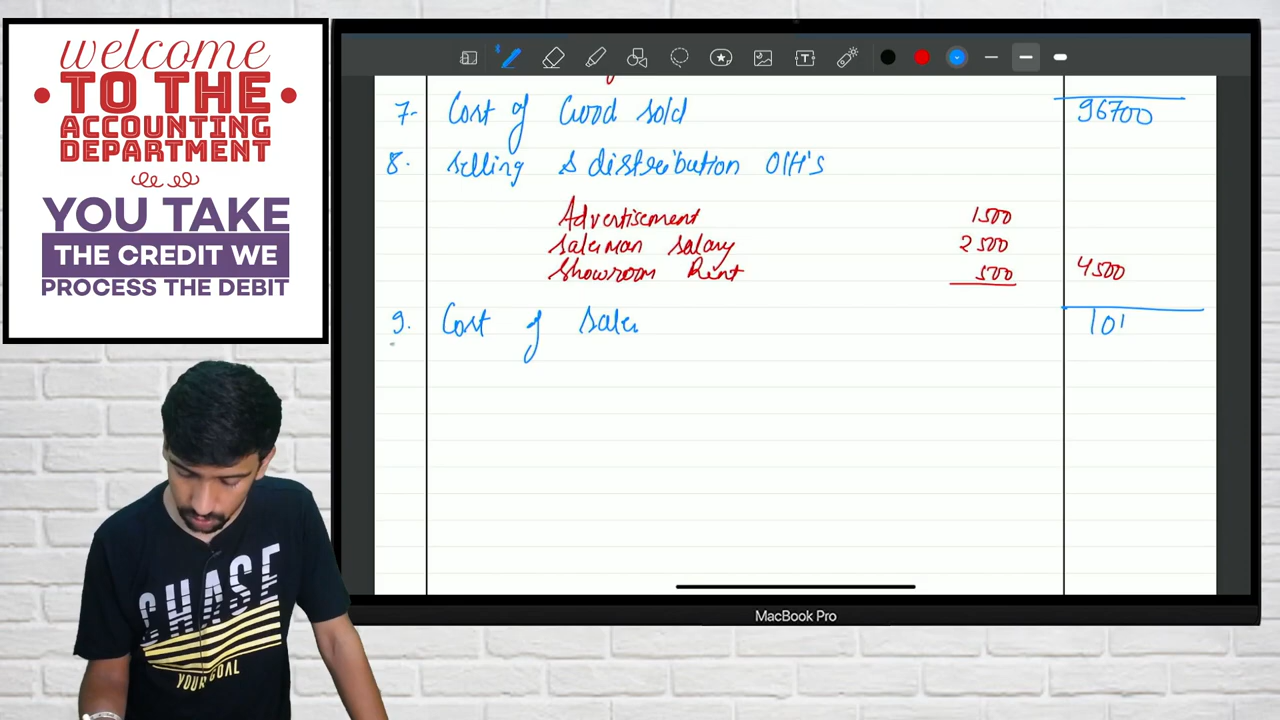 welcome
TO THE
ACCOUNTING
DEPARTMENT
YOU TAKE
THE CREDIT WE
PROCESS THE DEBIT
7. Cost of Good sold 96700
8. Selling & distribution O/H's
Advertisement 1500
Salesman Salary 2500
Showroom Rent 500 4500
9. Cost of Sales 101
MacBook Pro
CHASE
YOUR GOAL